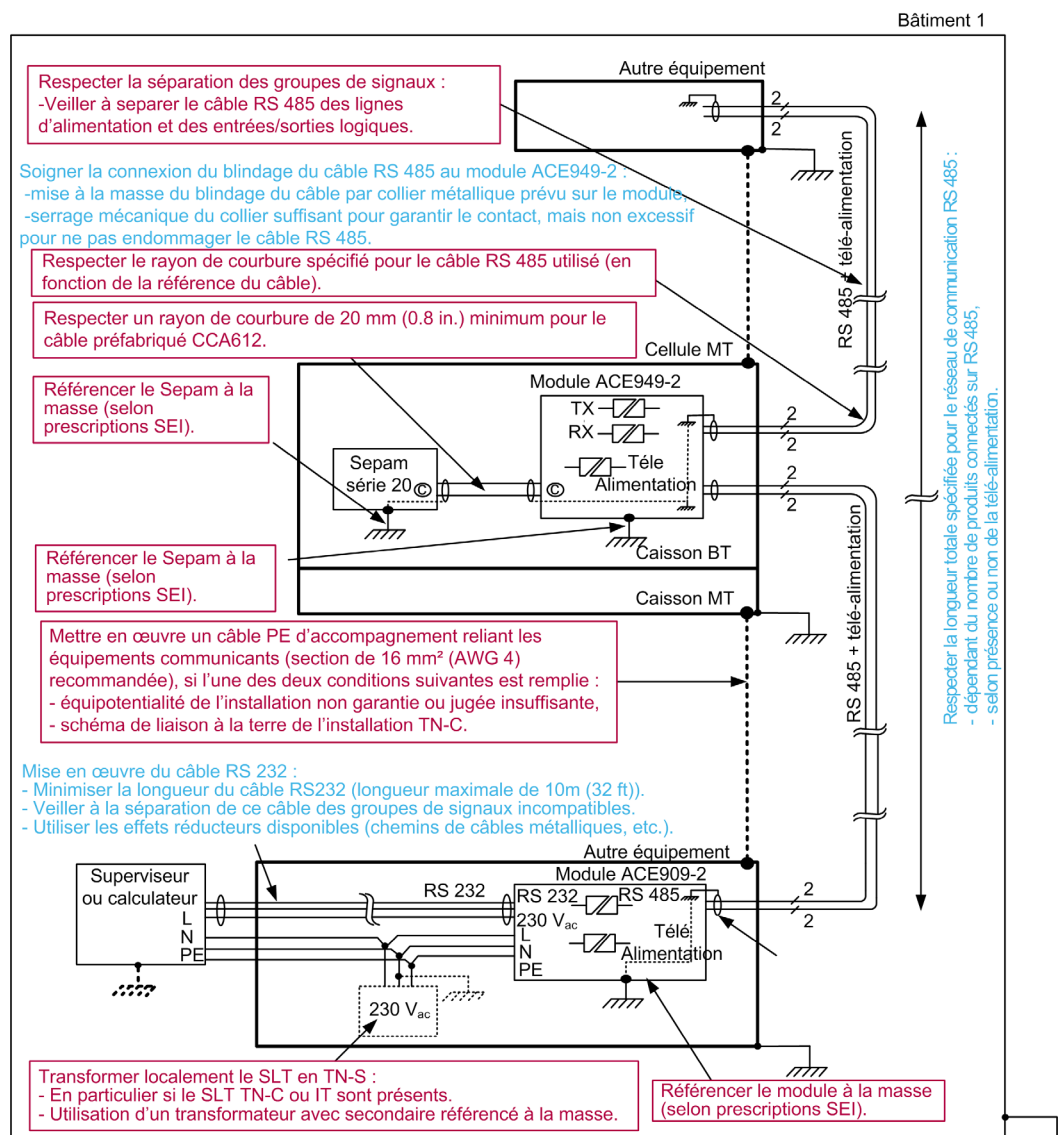 Bâtiment 1
Autre équipement
Respecter la séparation des groupes de signaux :
-Veiller à separer le câble RS 485 des lignes
d'alimentation et des entrées/sorties logiques.
2
2
Soigner la connexion du blindage du câble RS 485 au module ACE949-2 :
-mise à la masse du blindage du câble par collier métallique prévu sur le module,
-serrage mécanique du collier suffisant pour garantir le contact, mais non excessif
pour ne pas endommager le câble RS 485.
RS 485 + télé-alimentation
Respecter la longueur totale spécifiée pour le réseau de communication RS 485 :
- dépendant du nombre de produits connectés sur RS 485,
- selon présence ou non de la télé-alimentation.
Respecter le rayon de courbure spécifié pour le câble RS 485 utilisé (en
fonction de la référence du câble).
Respecter un rayon de courbure de 20 mm (0.8 in.) minimum pour le
câble préfabriqué CCA612.
Cellule MT
Référencer le Sepam à la
masse (selon
prescriptions SEI).
Module ACE949-2
TX
RX
2
2
Sepam
série 20
©
©
Téle
Alimentation
2
2
Référencer le Sepam à la
masse (selon
prescriptions SEI).
Caisson BT
Caisson MT
RS 485 + télé-alimentation
Mettre en œuvre un câble PE d'accompagnement reliant les
équipements communicants (section de 16 mm² (AWG 4)
recommandée), si l'une des deux conditions suivantes est remplie :
- équipotentialité de l'installation non garantie ou jugée insuffisante,
- schéma de liaison à la terre de l'installation TN-C.
Mise en œuvre du câble RS 232 :
- Minimiser la longueur du câble RS232 (longueur maximale de 10m (32 ft)).
- Veiller à la séparation de ce câble des groupes de signaux incompatibles.
- Utiliser les effets réducteurs disponibles (chemins de câbles métalliques, etc.).
Autre équipement
Module ACE909-2
Superviseur
ou calculateur
L
N
PE
RS 232
RS 232
RS 485
230 Vac
L
N
PE
Télé
Alimentation
2
2
230 Vac
Transformer localement le SLT en TN-S :
- En particulier si le SLT TN-C ou IT sont présents.
- Utilisation d'un transformateur avec secondaire référencé à la masse.
Référencer le module à la masse
(selon prescriptions SEI).